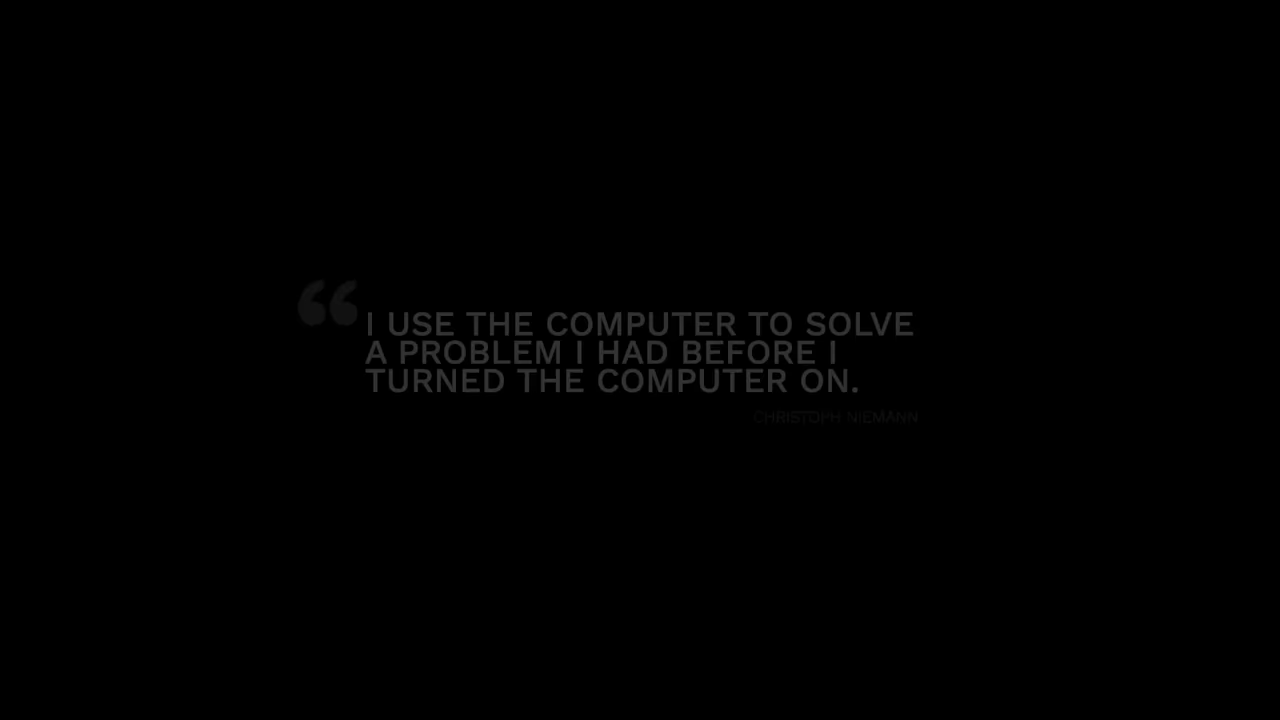 “I USE THE COMPUTER TO SOLVE
A PROBLEM I HAD BEFORE I
TURNED THE COMPUTER ON.
CHRISTOPH NIEMANN